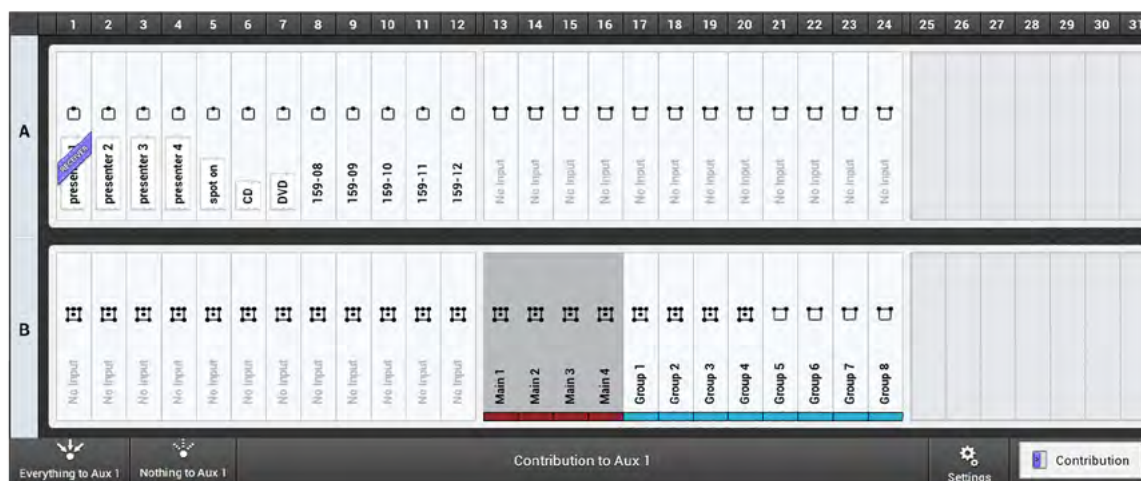 1 2 3 4 5 6 7 8 9 10 11 12 13 14 15 16 17 18 19 20 21 22 23 24 25 26 27 28 29 30 31
A
presenter 2
presenter 3
presenter 4
spot on
CD
DVD
159-08
159-09
159-10
159-11
159-12
No Input
No Input
No Input
No Input
No Input
No Input
No Input
No Input
No Input
No Input
No Input
No Input
B
No Input
No Input
No Input
No Input
No Input
No Input
No Input
No Input
No Input
No Input
No Input
No Input
Main 1
Main 2
Main 3
Main 4
Group 1
Group 2
Group 3
Group 4
Group 5
Group 6
Group 7
Group 8
Everything to Aux 1
Nothing to Aux 1
Contribution to Aux 1
Settings
Contribution